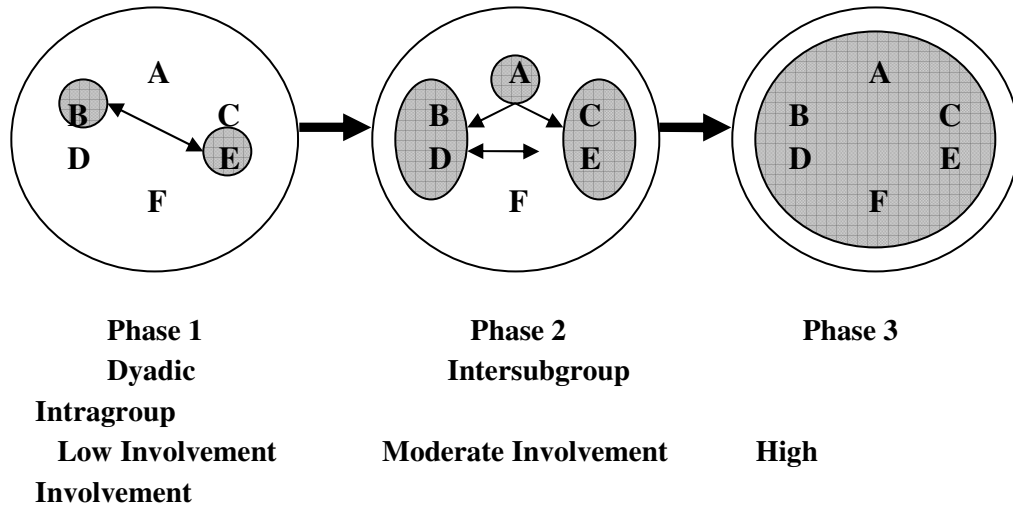 A A A
B C B C B C
D E D E D E
F F F
Phase 1 Phase 2 Phase 3
Dyadic Intersubgroup
Intragroup
Low Involvement Moderate Involvement High
Involvement